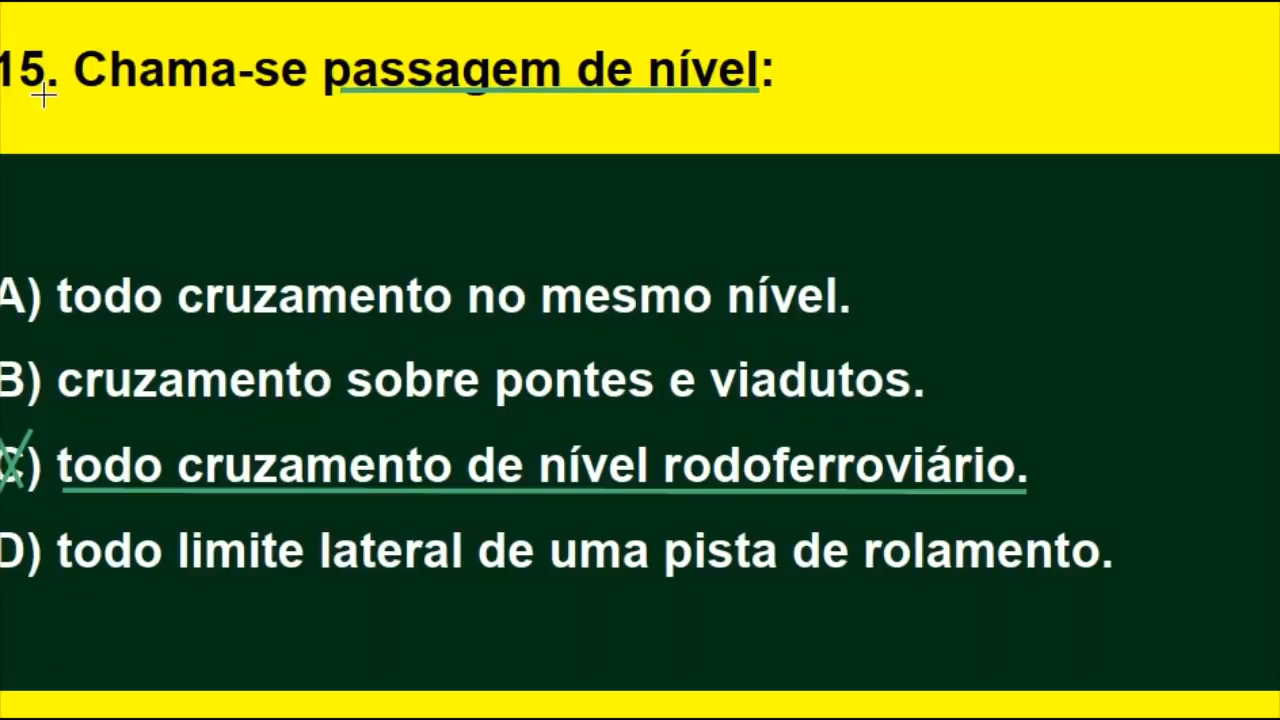 15. Chama-se passagem de nível:
A) todo cruzamento no mesmo nível.
B) cruzamento sobre pontes e viadutos.
C) todo cruzamento de nível rodoferroviário.
D) todo limite lateral de uma pista de rolamento.